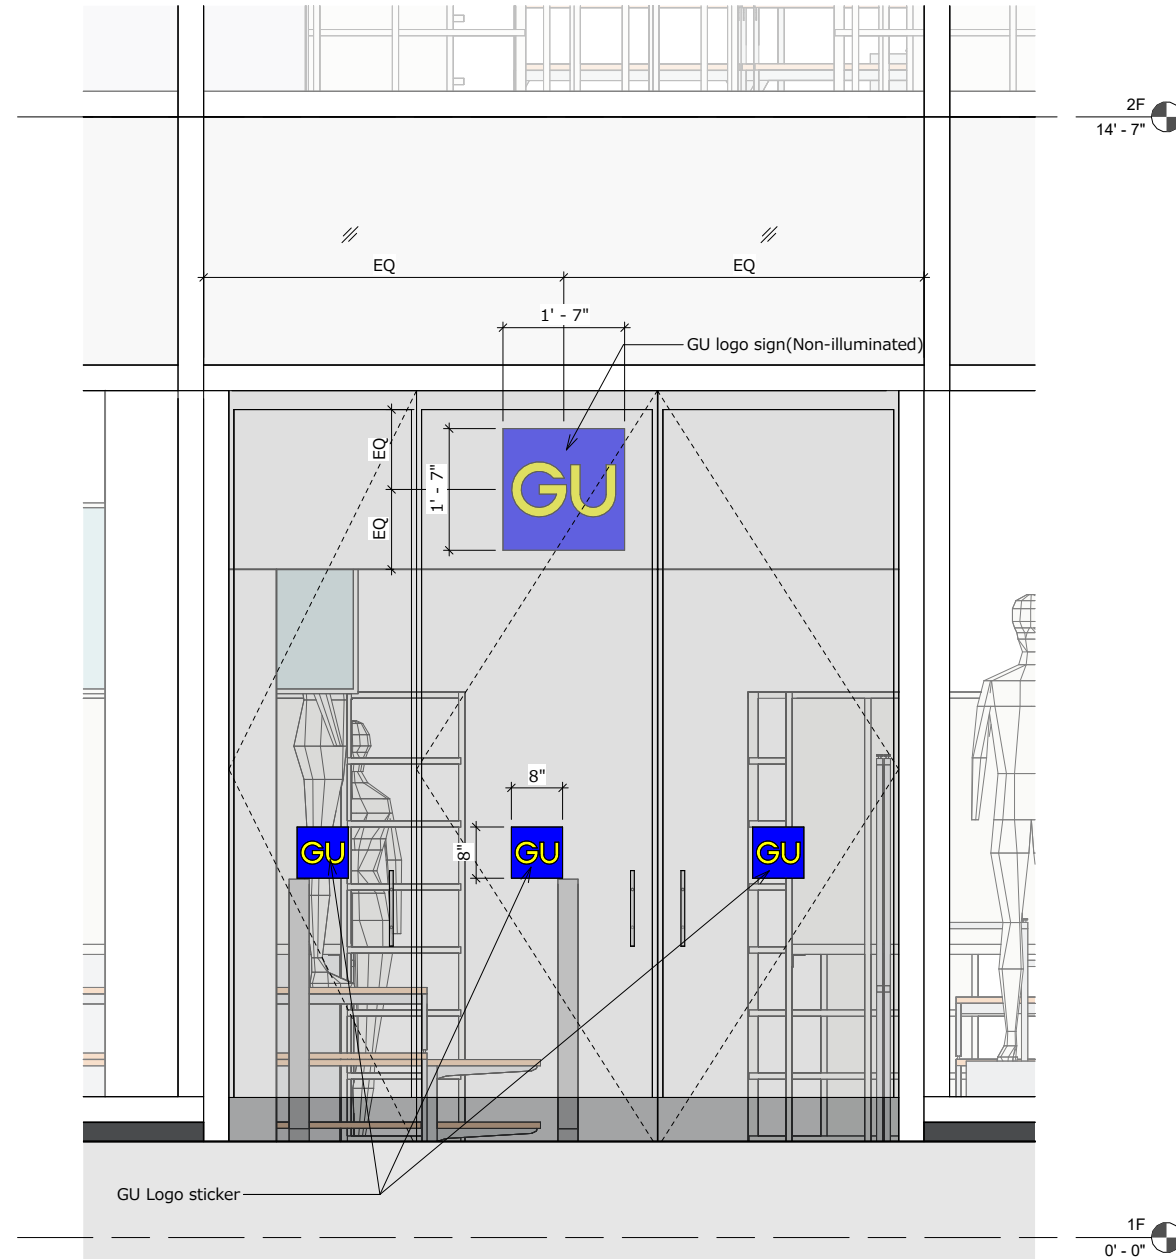 2F
14' - 7"
EQ
EQ
1' - 7"
GU logo sign(Non-illuminated)
EQ
1' - 7"
GU
EQ
8"
8"
GU
GU
GU
GU Logo sticker
1F
0' - 0"